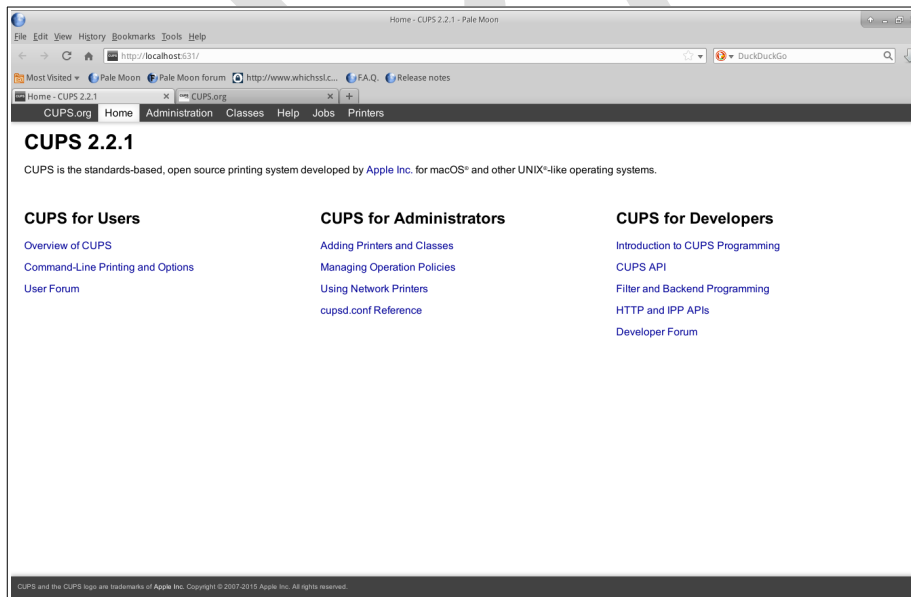 Home - CUPS 2.2.1 - Pale Moon
File Edit View History Bookmarks Tools Help
http://localhost:631/
DuckDuckGo
Most Visited Pale Moon Pale Moon forum http://www.whichssl.c... F.A.Q. Release notes
Home - CUPS 2.2.1 CUPS.org
CUPS.org Home Administration Classes Help Jobs Printers
CUPS 2.2.1
CUPS is the standards-based, open source printing system developed by Apple Inc. for macOS® and other UNIX®-like operating systems.
CUPS for Users
Overview of CUPS
Command-Line Printing and Options
User Forum
CUPS for Administrators
Adding Printers and Classes
Managing Operation Policies
Using Network Printers
cupsd.conf Reference
CUPS for Developers
Introduction to CUPS Programming
CUPS API
Filter and Backend Programming
HTTP and IPP APIs
Developer Forum
CUPS and the CUPS logo are trademarks of Apple Inc. Copyright © 2007-2015 Apple Inc. All rights reserved.